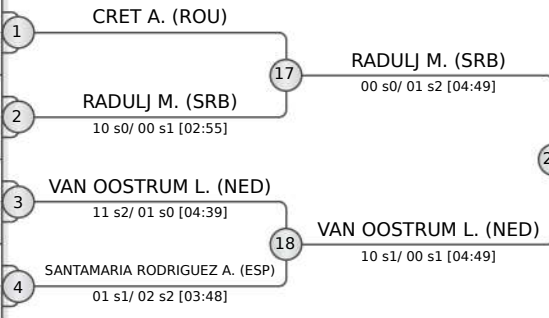 1
CRET A. (ROU)
17
RADULJ M. (SRB)
00 s0/ 01 s2 [04:49]
2
RADULJ M. (SRB)
10 s0/ 00 s1 [02:55]
3
VAN OOSTRUM L. (NED)
11 s2/ 01 s0 [04:39]
18
VAN OOSTRUM L. (NED)
10 s1/ 00 s1 [04:49]
4
SANTAMARIA RODRIGUEZ A. (ESP)
01 s1/ 02 s2 [03:48]